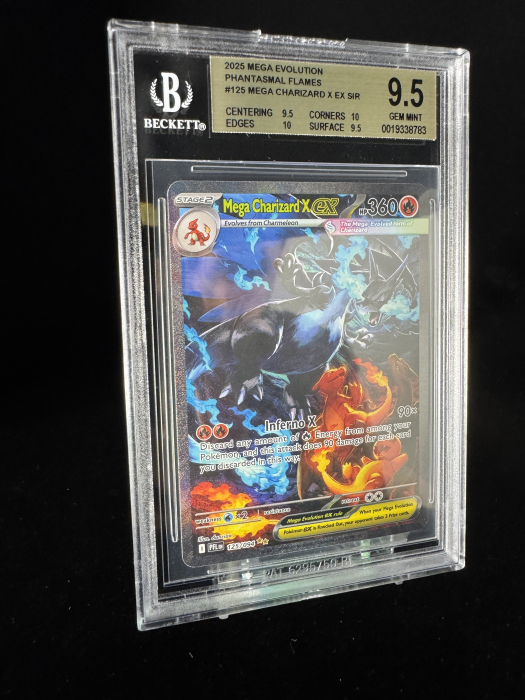 2025 MEGA EVOLUTION
PHANTASMAL FLAMES
#125 MEGA CHARIZARD X EX SIR
CENTERING 9.5 CORNERS 10
EDGES 10 SURFACE 9.5
9.5
GEM MINT
0019338783
B
BECKETT®
STAGE2
Mega Charizard X ex
HP 360
Evolves from Charmeleon
The Mega-Evolved form of
Charizard
Inferno X
90×
Discard any amount of Energy from among your
Pokémon, and this attack does 90 damage for each card
you discarded in this way.
weakness ×2
resistance
retreat
Mega Evolution ex rule
When your Mega Evolution
Pokémon ex is Knocked Out, your opponent takes 3 Prize cards.
Illus.
I PFL EN 125/094